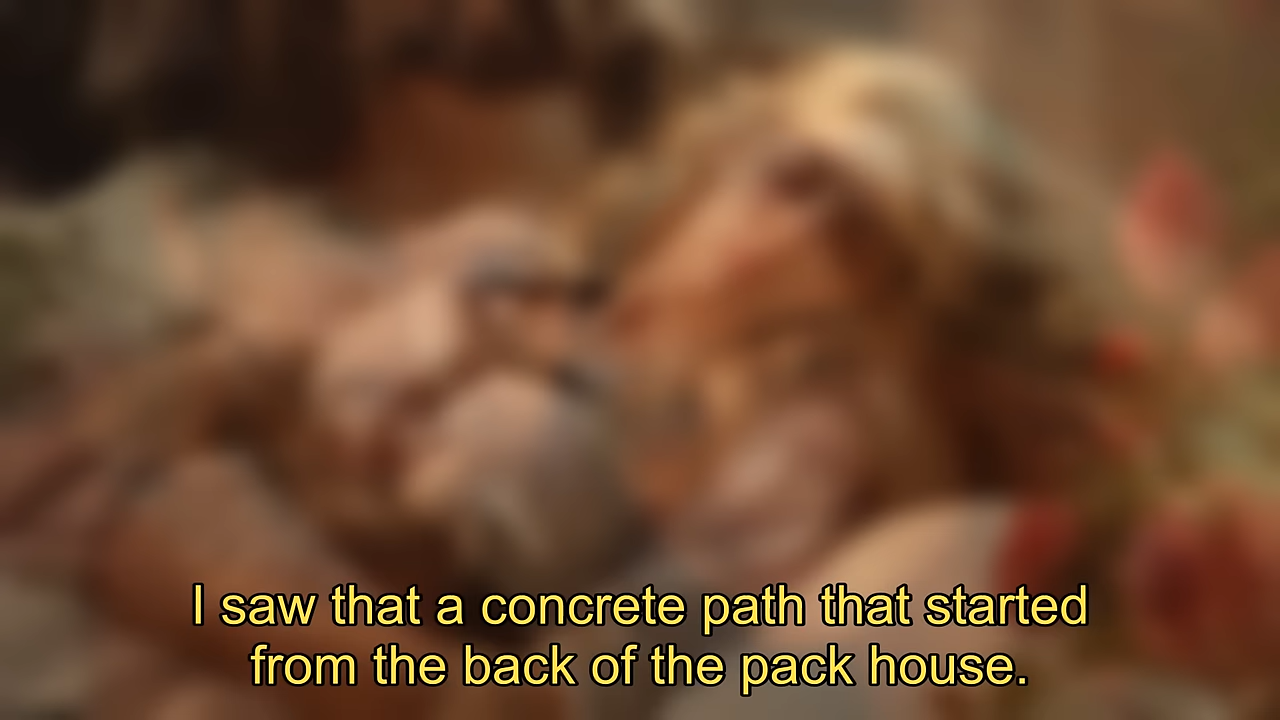 I saw that a concrete path that started
from the back of the pack house.